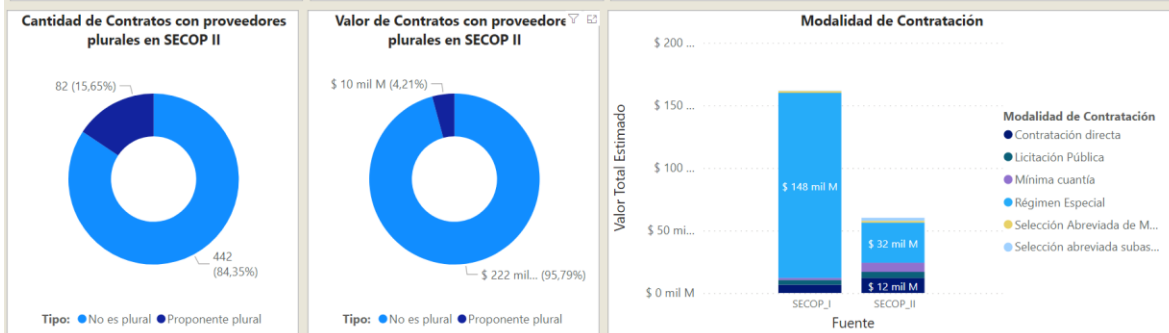 Cantidad de Contratos con proveedores
plurales en SECOP II
82 (15,65%)
442
(84,35%)
Tipo: No es plural Proponente plural
Valor de Contratos con proveedore
plurales en SECOP II
$ 10 mil M (4,21%)
$ 222 mil... (95,79%)
Tipo: No es plural Proponente plural
Modalidad de Contratación
Valor Total Estimado
$ 200 ...
$ 150 ...
$ 100 ...
$ 50 mi...
$ 0 mil M
$ 148 mil M
$ 32 mil M
$ 12 mil M
SECOP_I
SECOP_II
Fuente
Modalidad de Contratación
Contratación directa
Licitación Pública
Mínima cuantía
Régimen Especial
Selección Abreviada de M...
Selección abreviada subas...